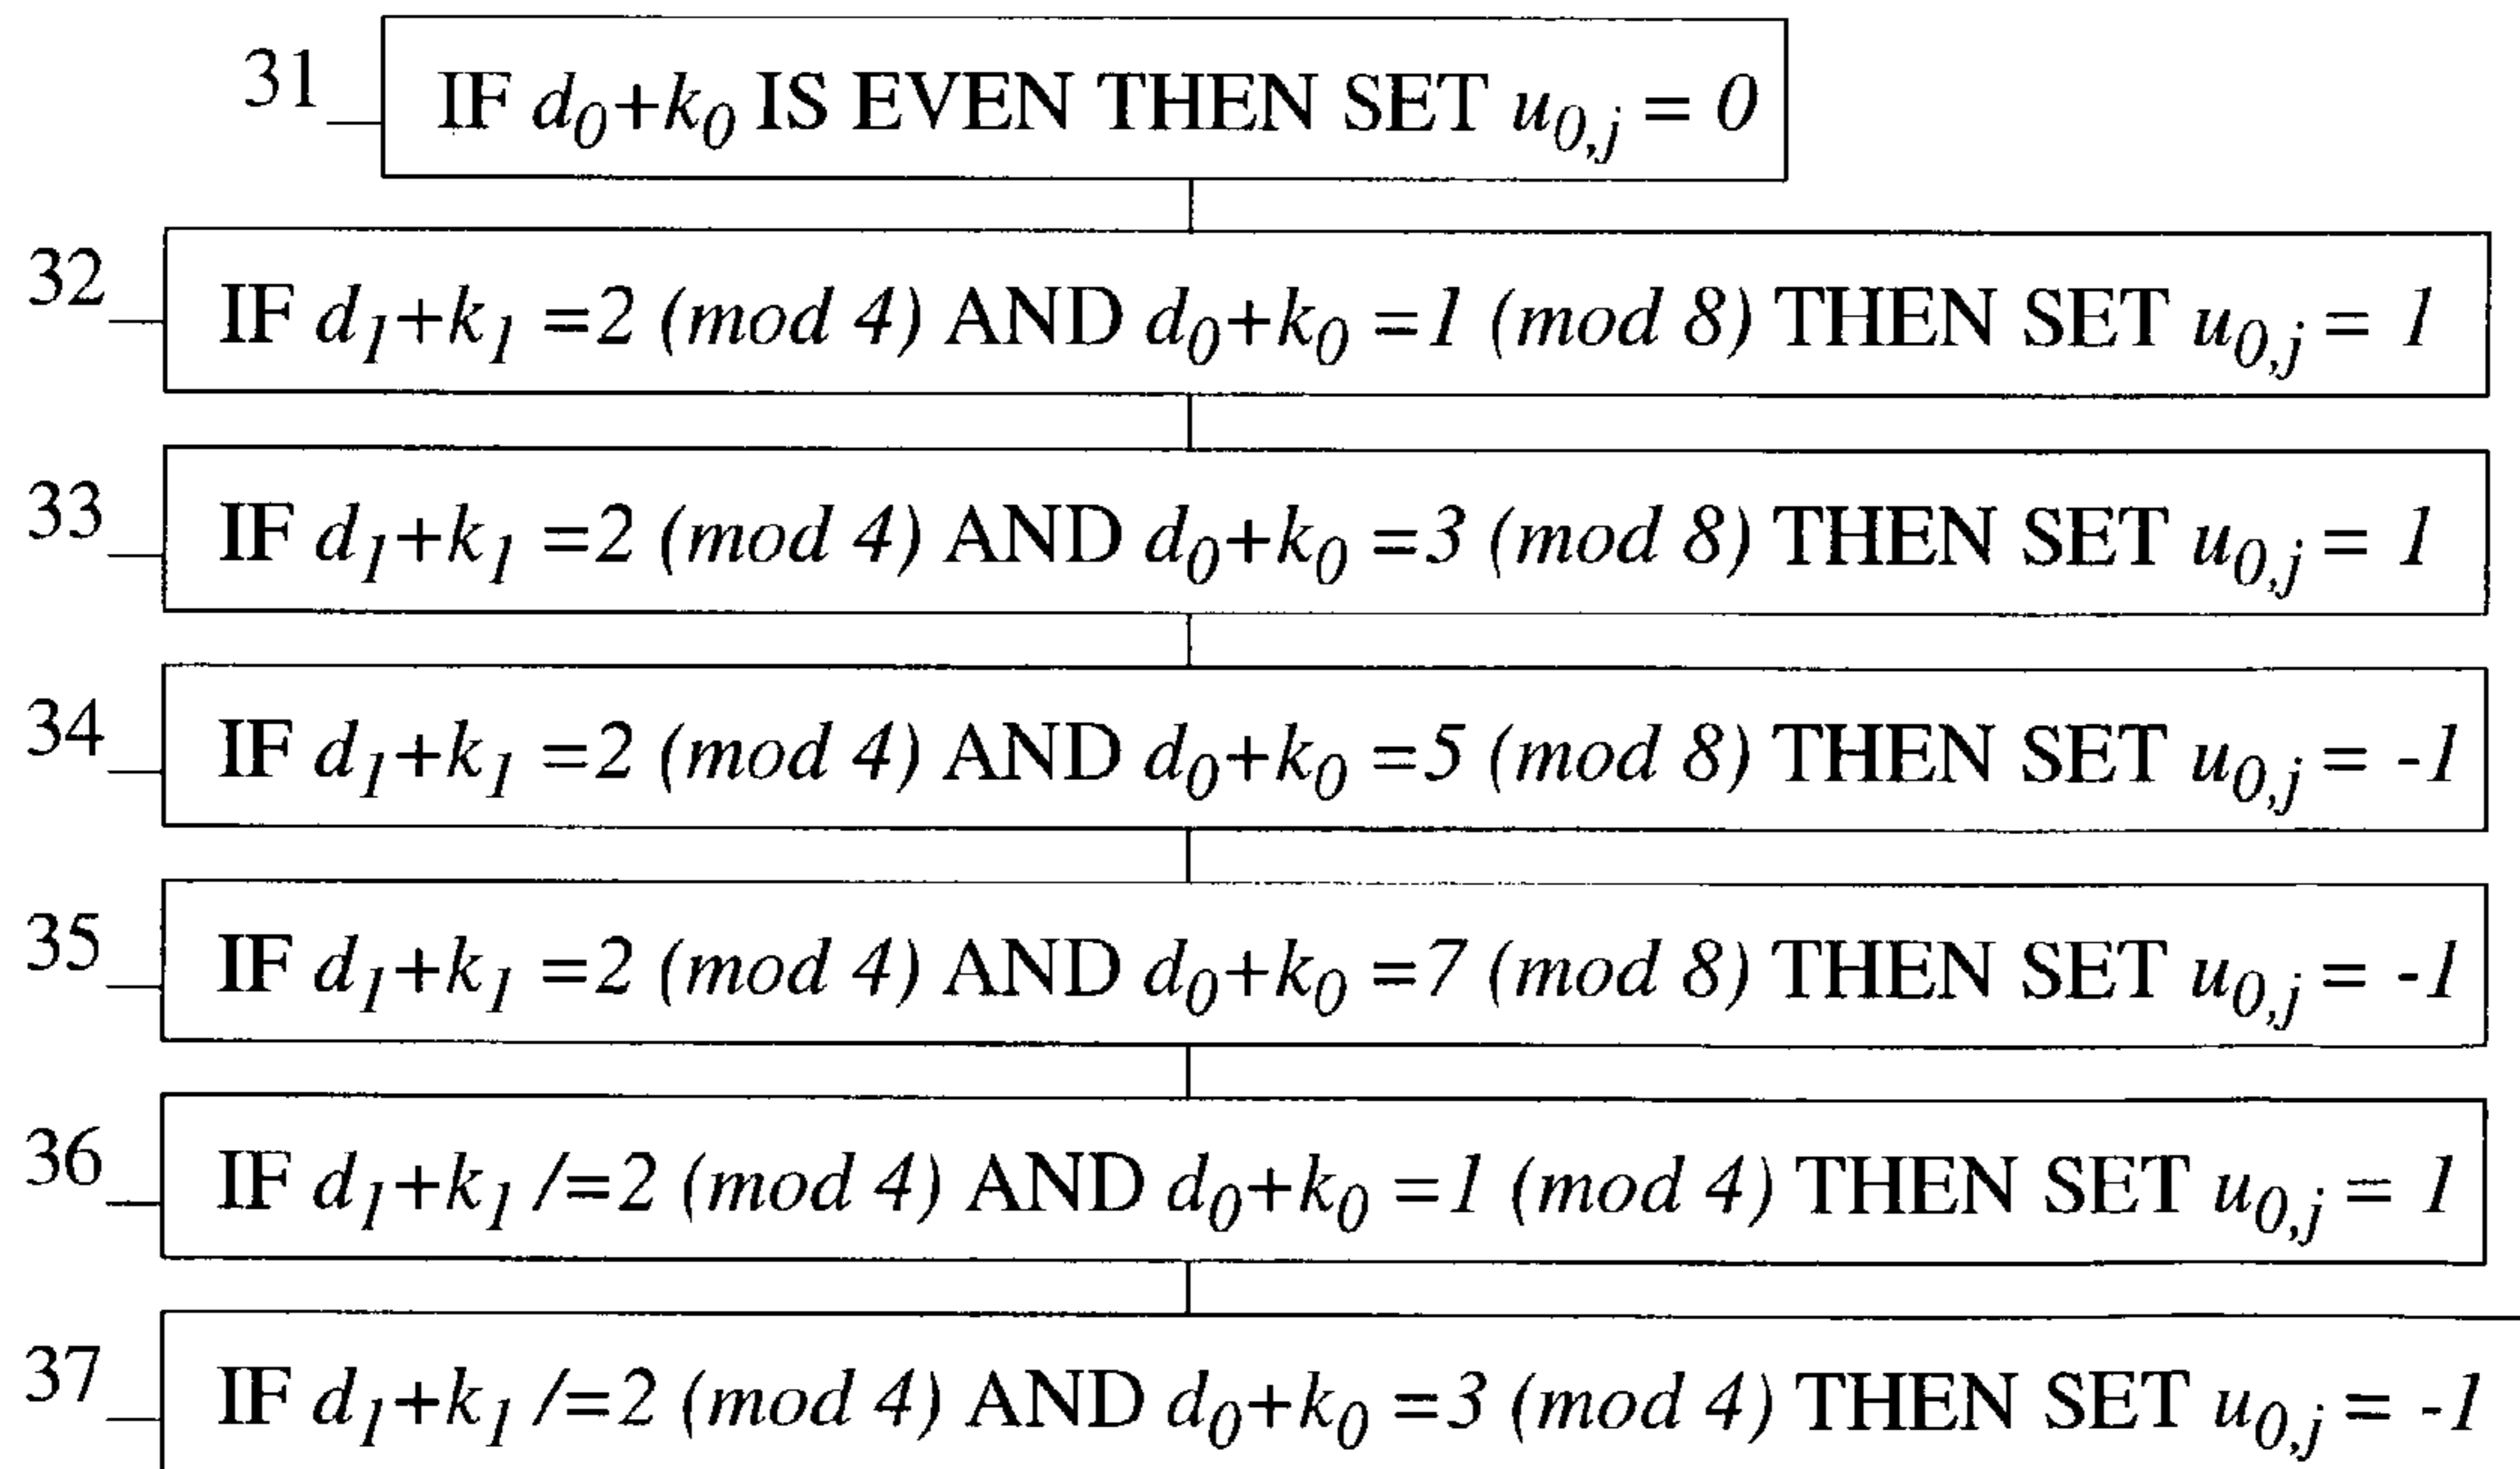 31 IF d0+k0 IS EVEN THEN SET u0,j = 0
32 IF d1+k1 =2 (mod 4) AND d0+k0 =1 (mod 8) THEN SET u0,j = 1
33 IF d1+k1 =2 (mod 4) AND d0+k0 =3 (mod 8) THEN SET u0,j = 1
34 IF d1+k1 =2 (mod 4) AND d0+k0 =5 (mod 8) THEN SET u0,j = -1
35 IF d1+k1 =2 (mod 4) AND d0+k0 =7 (mod 8) THEN SET u0,j = -1
36 IF d1+k1 /=2 (mod 4) AND d0+k0 =1 (mod 4) THEN SET u0,j = 1
37 IF d1+k1 /=2 (mod 4) AND d0+k0 =3 (mod 4) THEN SET u0,j = -1